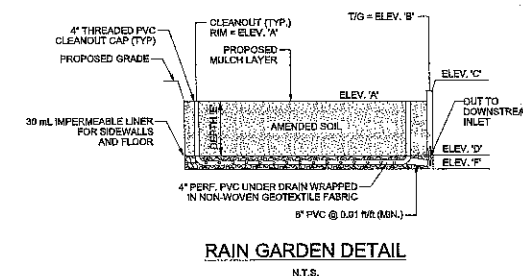 4" THREADED PVC
CLEANOUT CAP (TYP)
CLEANOUT (TYP.)
RIM = ELEV. 'A'
T/G = ELEV. 'B'
PROPOSED GRADE
PROPOSED
MULCH LAYER
ELEV. 'A'
ELEV. 'C'
30 mL IMPERMEABLE LINER
FOR SIDEWALLS
AND FLOOR
DEPTH 'E'
AMENDED SOIL
OUT TO
DOWNSTREA
INLET
ELEV. 'D'
ELEV. 'F'
4" PERF. PVC UNDER DRAIN WRAPPED
IN NON-WOVEN GEOTEXTILE FABRIC
6" PVC @ 0.01 ft/ft (MIN.)
RAIN GARDEN DETAIL
N.T.S.